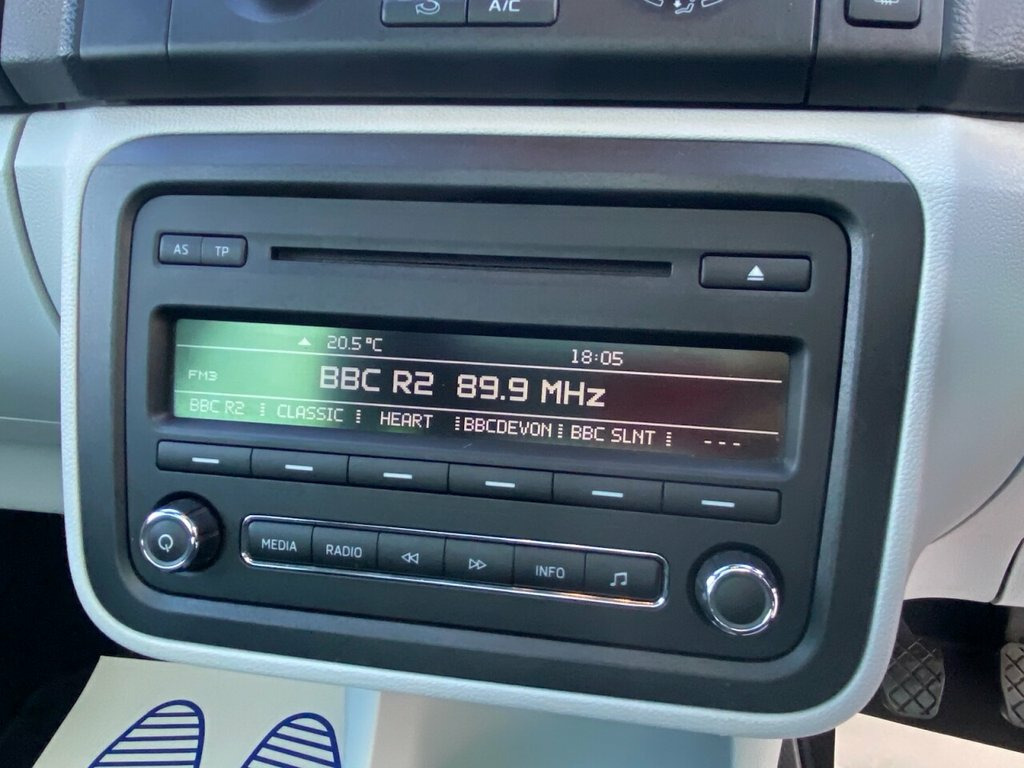 A/C
AS TP
20.5 °C 18:05
FM3 BBC R2 89.9 MHz
BBC R2 CLASSIC HEART BBCDEVON BBC SLNT ---
MEDIA RADIO INFO